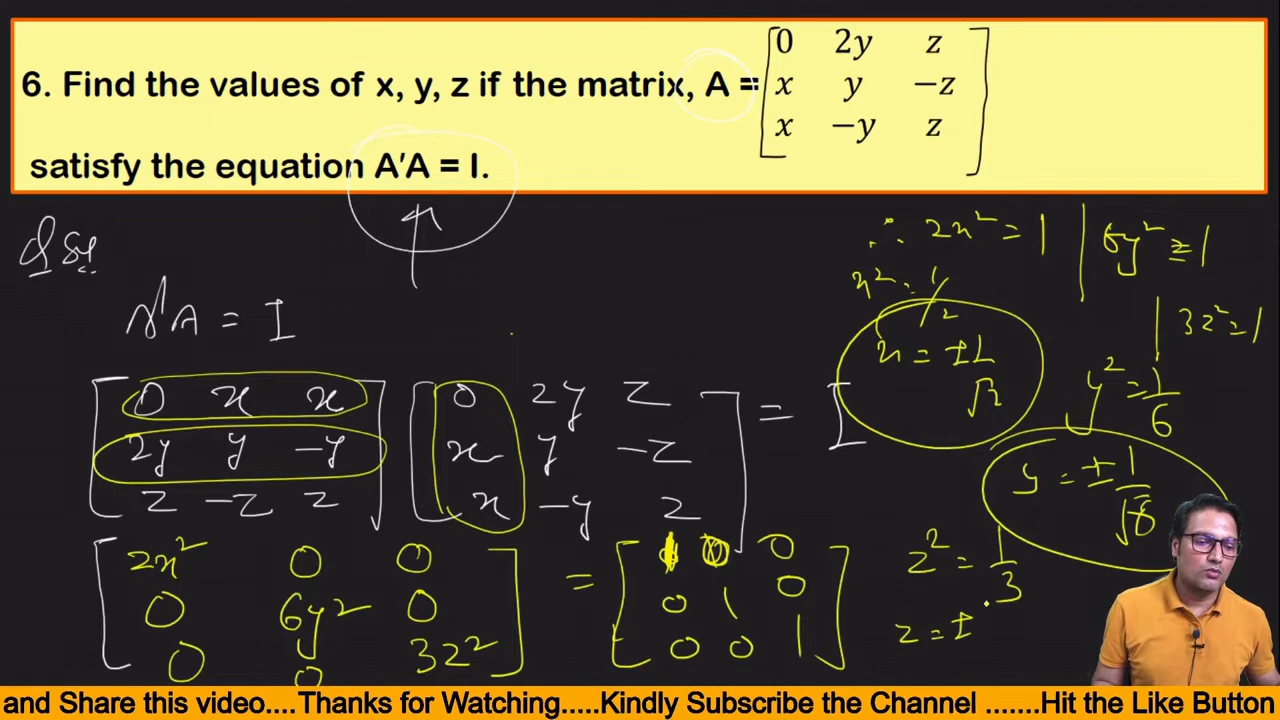 6. Find the values of x, y, z if the matrix, A =
0 2y z
x y −z
x −y z
satisfy the equation A′A = I.
A'A = I
0 x x
2y y -y
z -z z
0 2y z
x y -z
x -y z
= I
2x² 0 0
0 6y² 0
0 0 3z²
=
1 0 0
0 1 0
0 0 1
∴ 2x² = 1
x² = 1/2
x = ±1/√2
6y² = 1
3z² = 1
y² = 1/6
y = ± 1/√6
z² = 1/3
z = ±
and Share this video....Thanks for Watching.....Kindly Subscribe the Channel .......Hit the Like Button